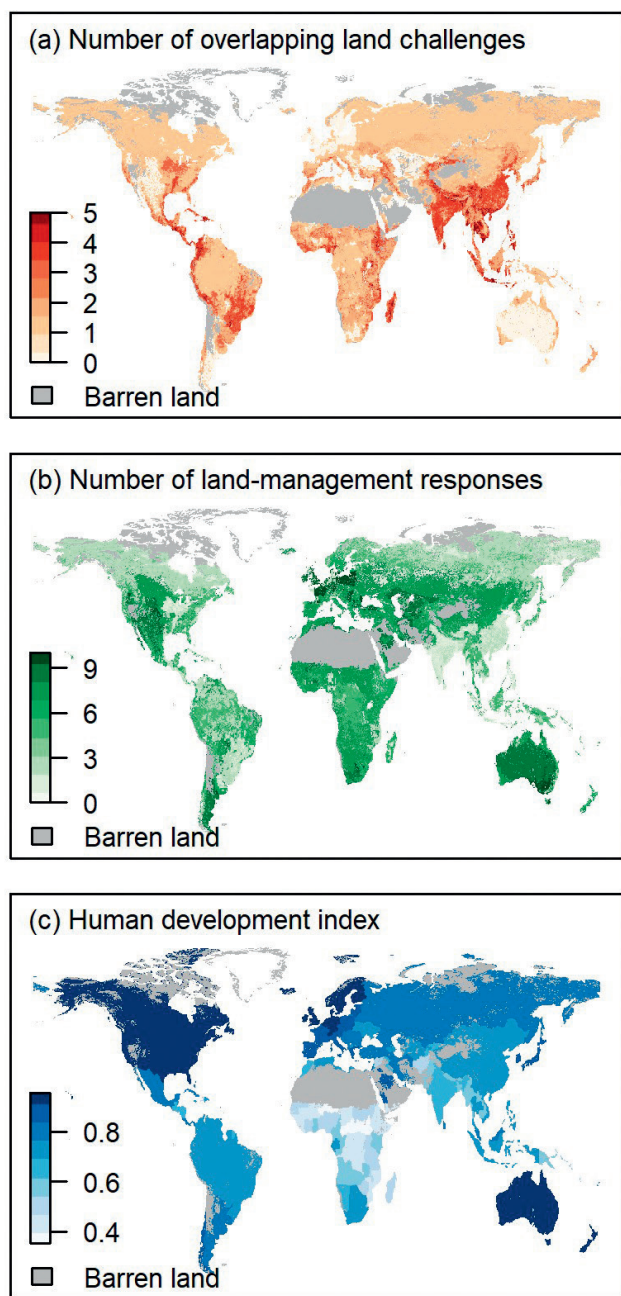 (a) Number of overlapping land challenges
5
4
3
2
1
0
Barren land
(b) Number of land-management responses
9
6
3
0
Barren land
(c) Human development index
0.8
0.6
0.4
Barren land